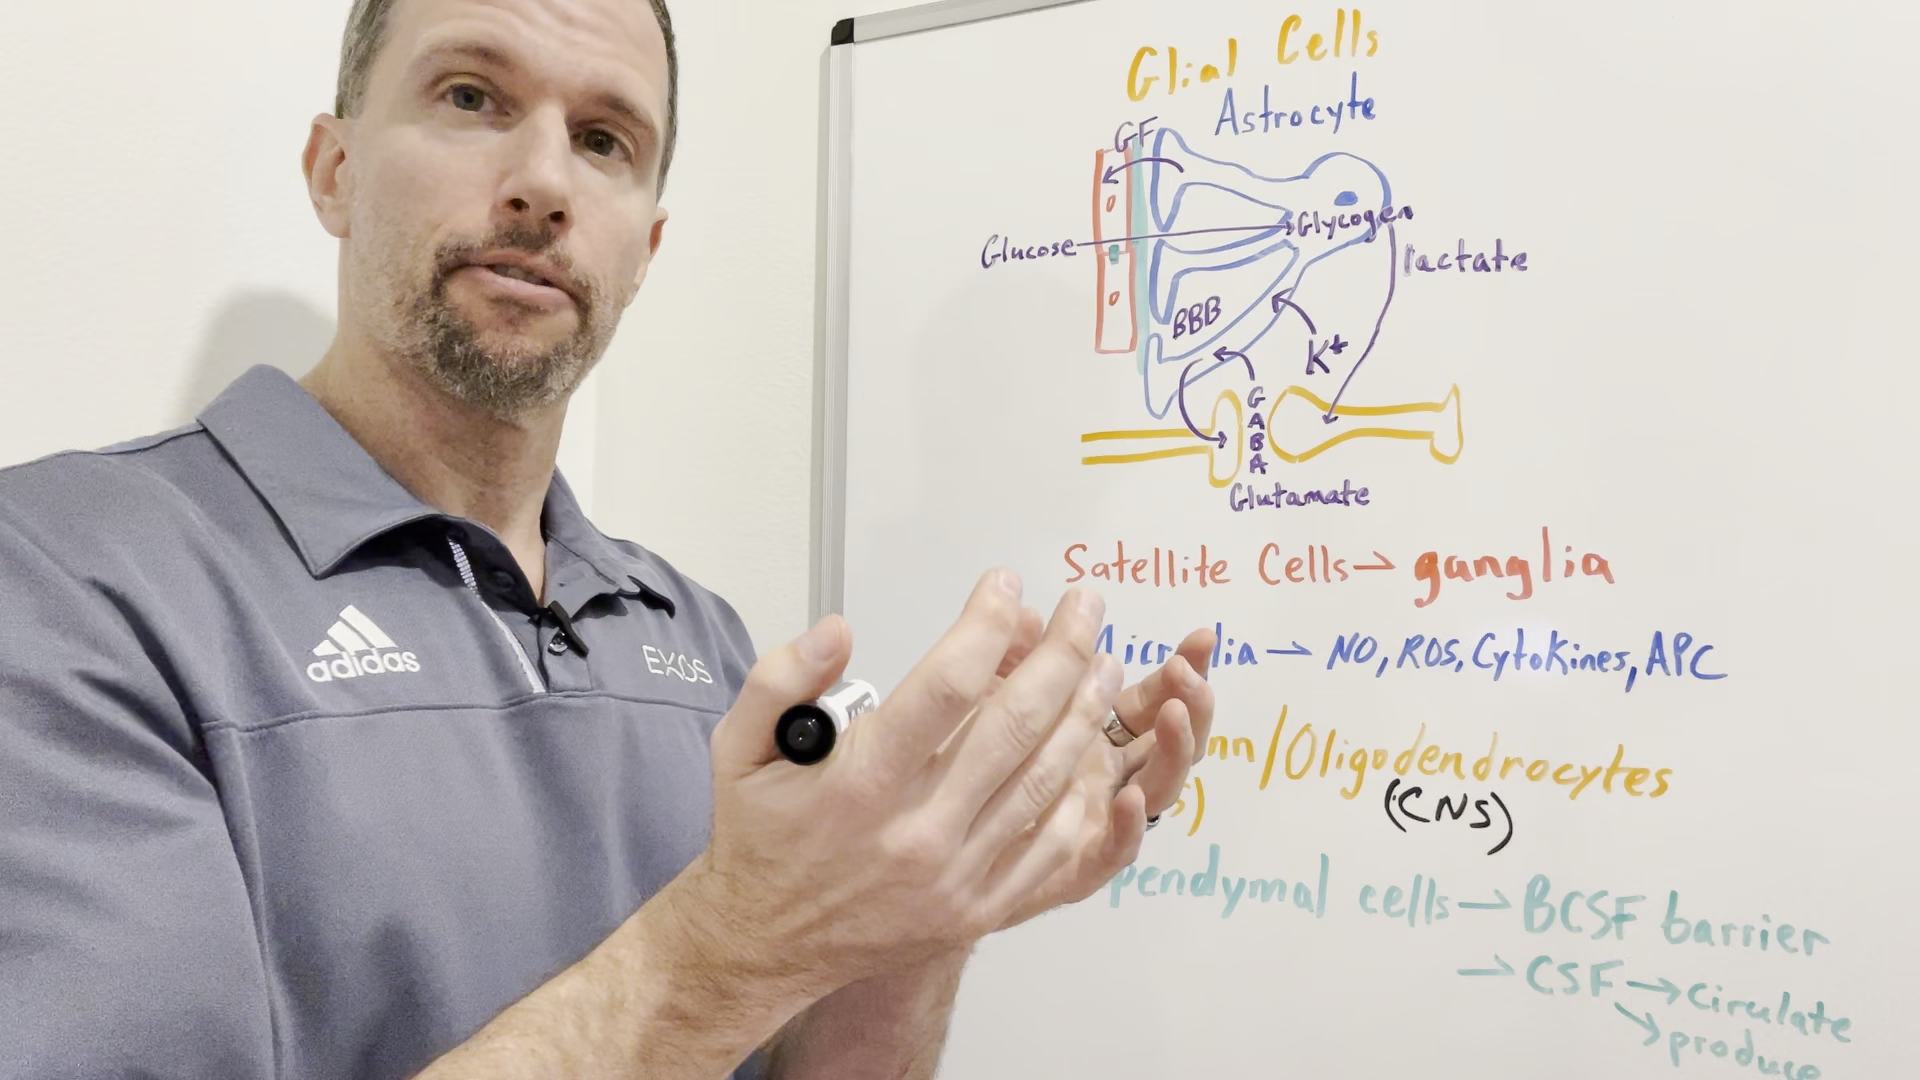 Glial Cells
Astrocyte
GF
Glucose
Glycogen
lactate
BBB
K+
GABA
Glutamate
Satellite Cells → ganglia
→ NO, ROS, Cytokines, APC
/Oligodendrocytes
(CNS)
cells → BCSF barrier
→ CSF → Circulate
→ produce
adidas
EXOS